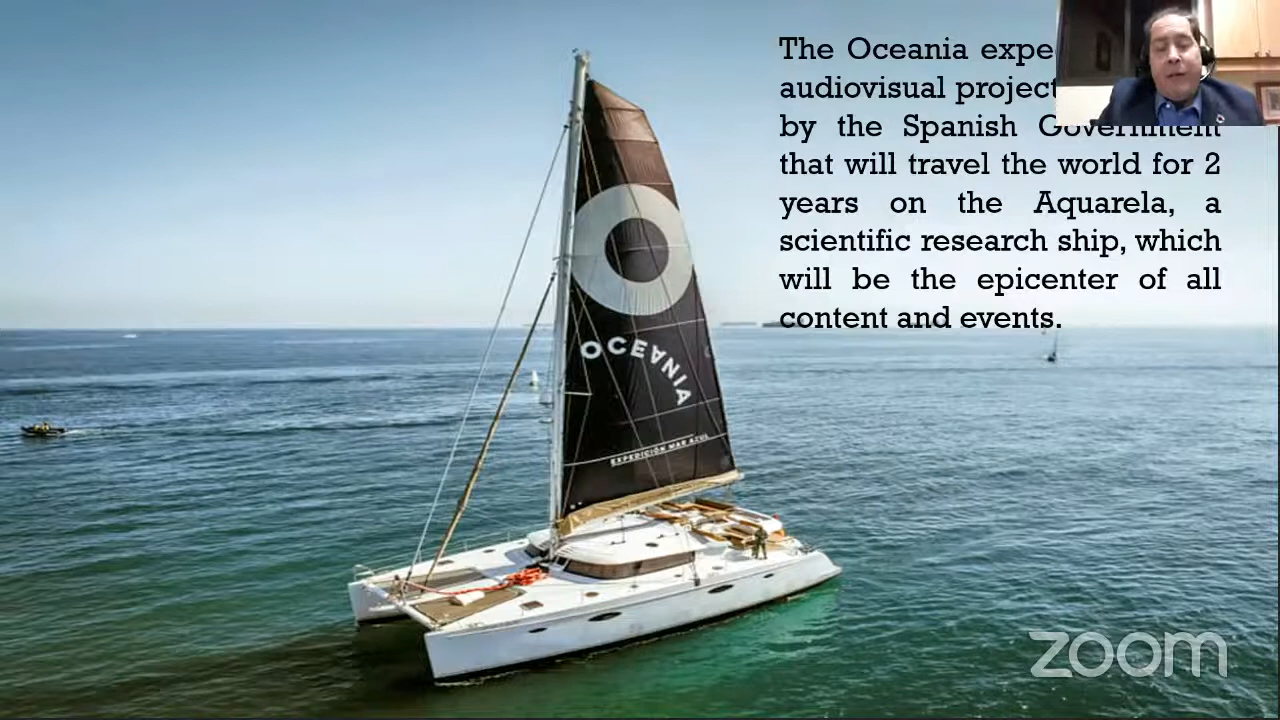 The Oceania
audiovisual project
by the Spanish Government
that will travel the world for 2
years on the Aquarela, a
scientific research ship, which
will be the epicenter of all
content and events.
OCEANIA
EXPEDICIÓN MAR AZUL
zoom